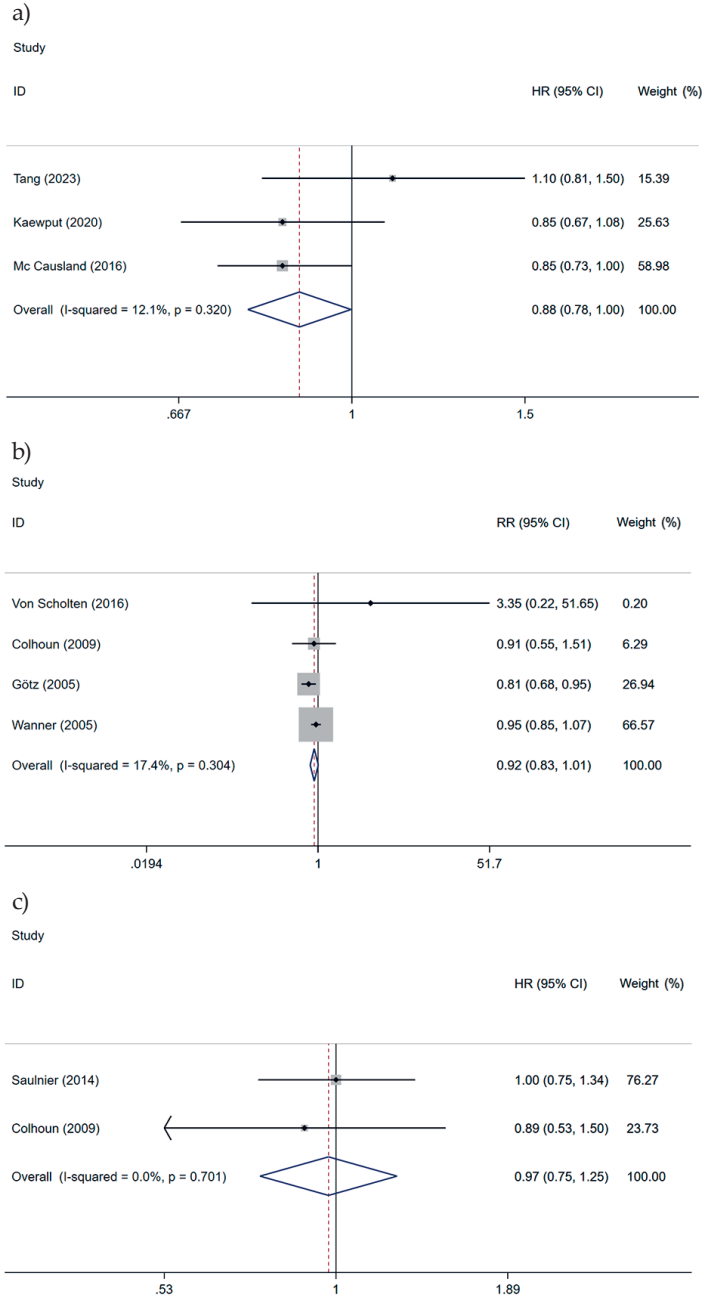 a)
Study
ID HR (95% CI) Weight (%)
Tang (2023) 1.10 (0.81, 1.50) 15.39
Kaewput (2020) 0.85 (0.67, 1.08) 25.63
Mc Causland (2016) 0.85 (0.73, 1.00) 58.98
Overall (I-squared = 12.1%, p = 0.320) 0.88 (0.78, 1.00) 100.00
.667 1 1.5
b)
Study
ID RR (95% CI) Weight (%)
Von Scholten (2016) 3.35 (0.22, 51.65) 0.20
Colhoun (2009) 0.91 (0.55, 1.51) 6.29
Götz (2005) 0.81 (0.68, 0.95) 26.94
Wanner (2005) 0.95 (0.85, 1.07) 66.57
Overall (I-squared = 17.4%, p = 0.304) 0.92 (0.83, 1.01) 100.00
.0194 1 51.7
c)
Study
ID HR (95% CI) Weight (%)
Saulnier (2014) 1.00 (0.75, 1.34) 76.27
Colhoun (2009) 0.89 (0.53, 1.50) 23.73
Overall (I-squared = 0.0%, p = 0.701) 0.97 (0.75, 1.25) 100.00
.53 1 1.89